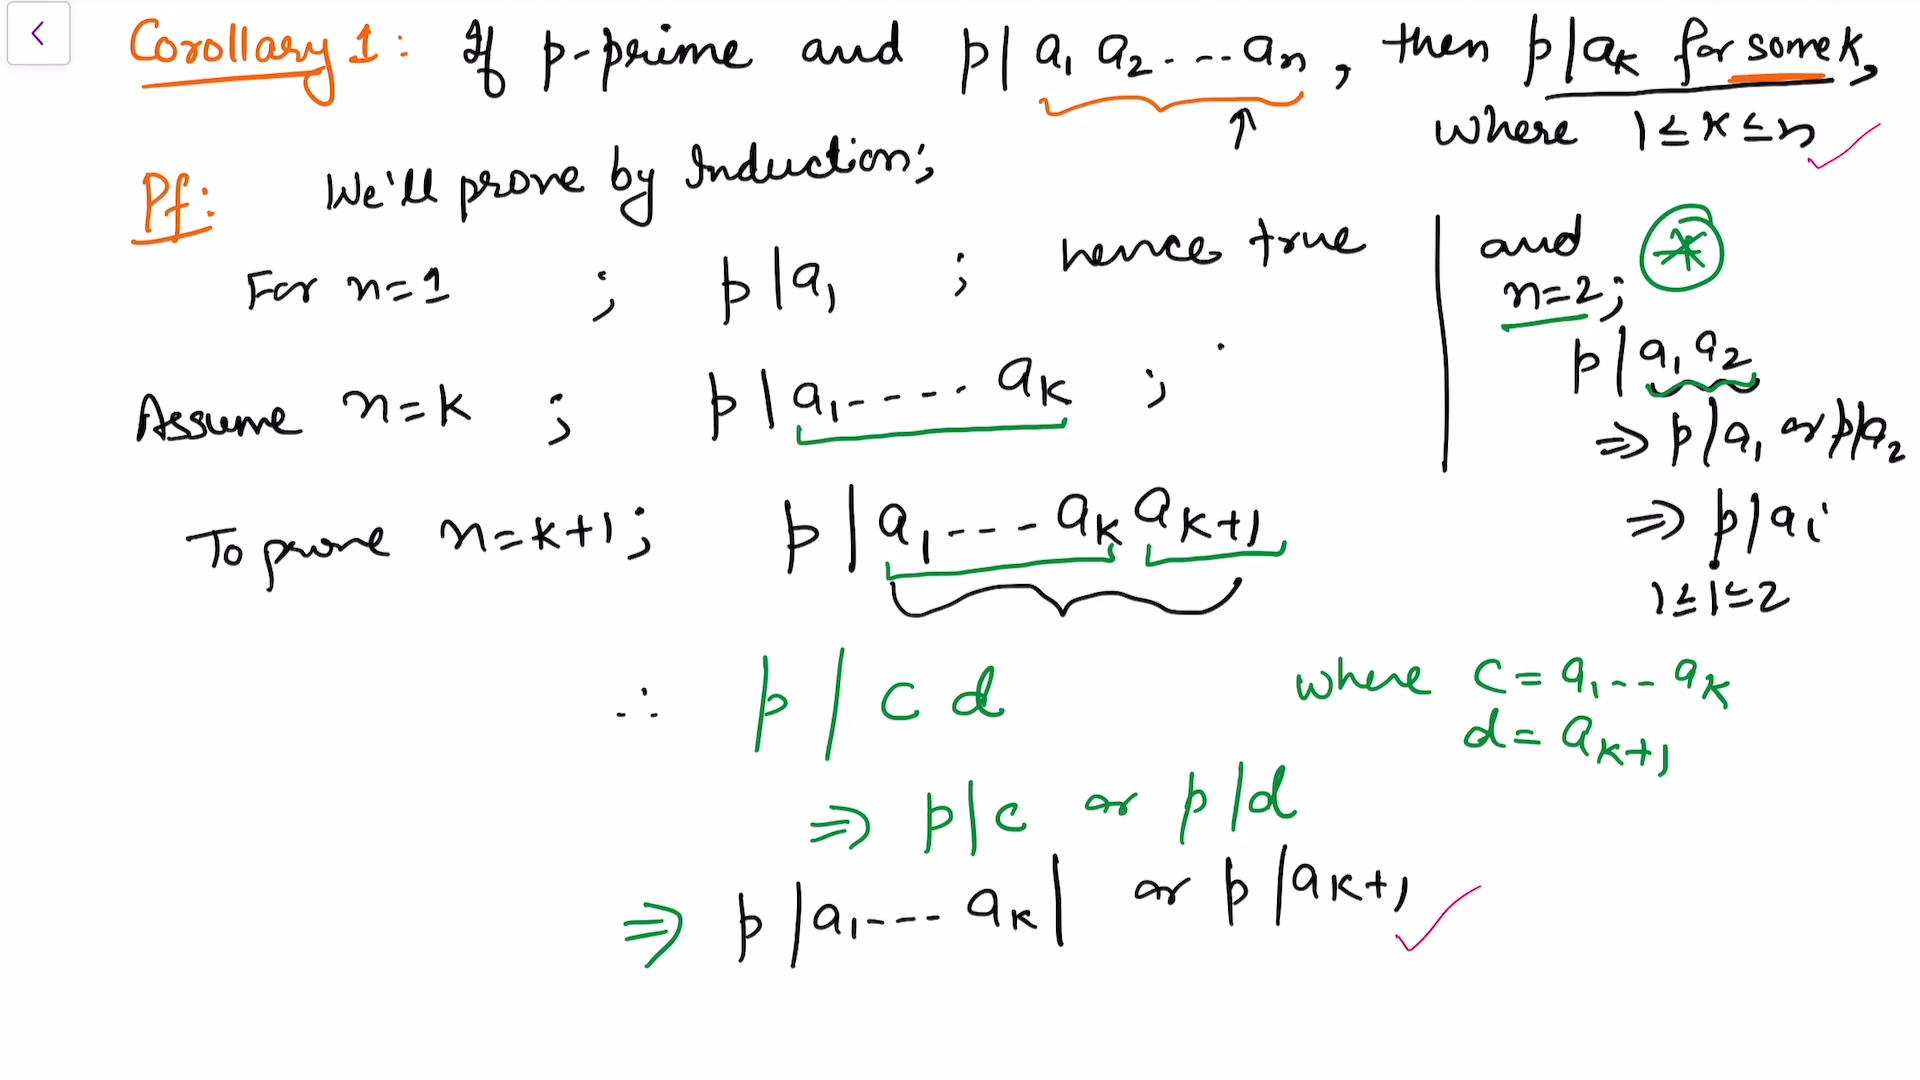 Corollary 1: If p-prime and p | a₁ a₂ . - .. aₙ, then p | aₖ for some k,
where 1 ≤ k ≤ n
Pf: We'll prove by Induction;
For n=1 ; p | a₁ ; hence true
Assume n=k ; p | a₁ ----- aₖ ;
To prove n=k+1 ; p | a₁ --- aₖ aₖ₊₁
and *
n=2;
p | a₁ a₂
⇒ p | a₁ or p | a₂
⇒ p | aᵢ
1 ≤ i ≤ 2
∴ p | c d where c = a₁ -- aₖ
d = aₖ₊₁
⇒ p | c or p | d
⇒ p | a₁ --- aₖ | or p | aₖ₊₁